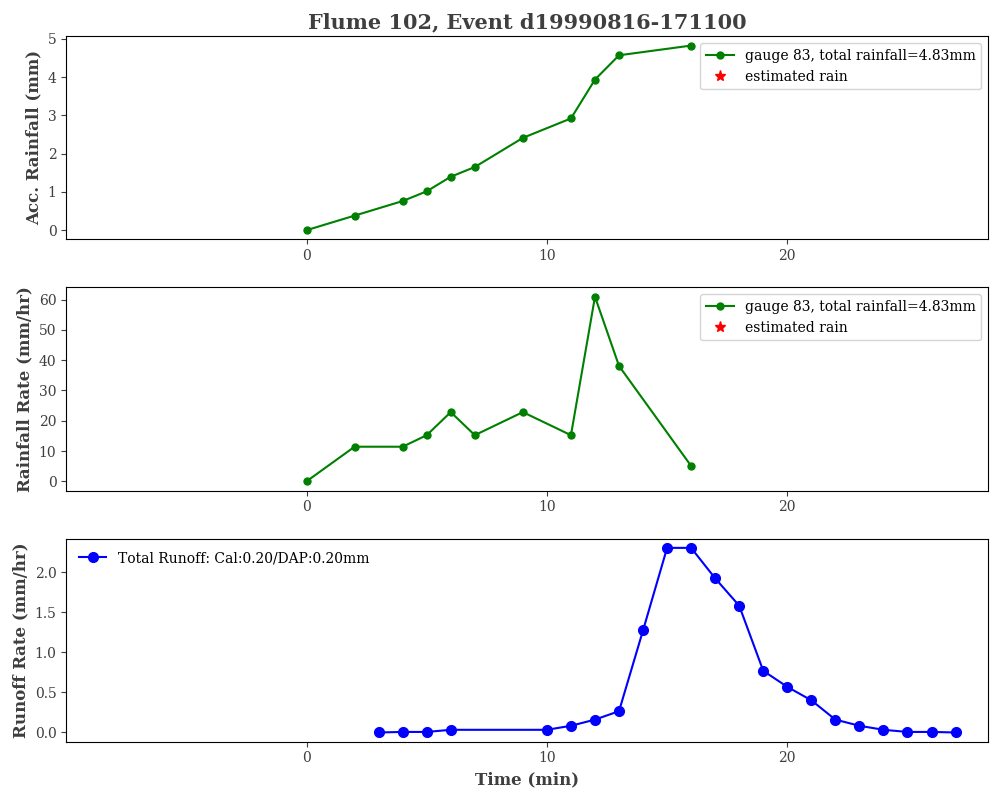 Flume 102, Event d19990816-171100
Acc. Rainfall (mm)
5
4
3
2
1
0
gauge 83, total rainfall=4.83mm
estimated rain
0 10 20
Rainfall Rate (mm/hr)
60
50
40
30
20
10
0
gauge 83, total rainfall=4.83mm
estimated rain
0 10 20
Runoff Rate (mm/hr)
2.0
1.5
1.0
0.5
0.0
Total Runoff: Cal:0.20/DAP:0.20mm
0 10 20
Time (min)